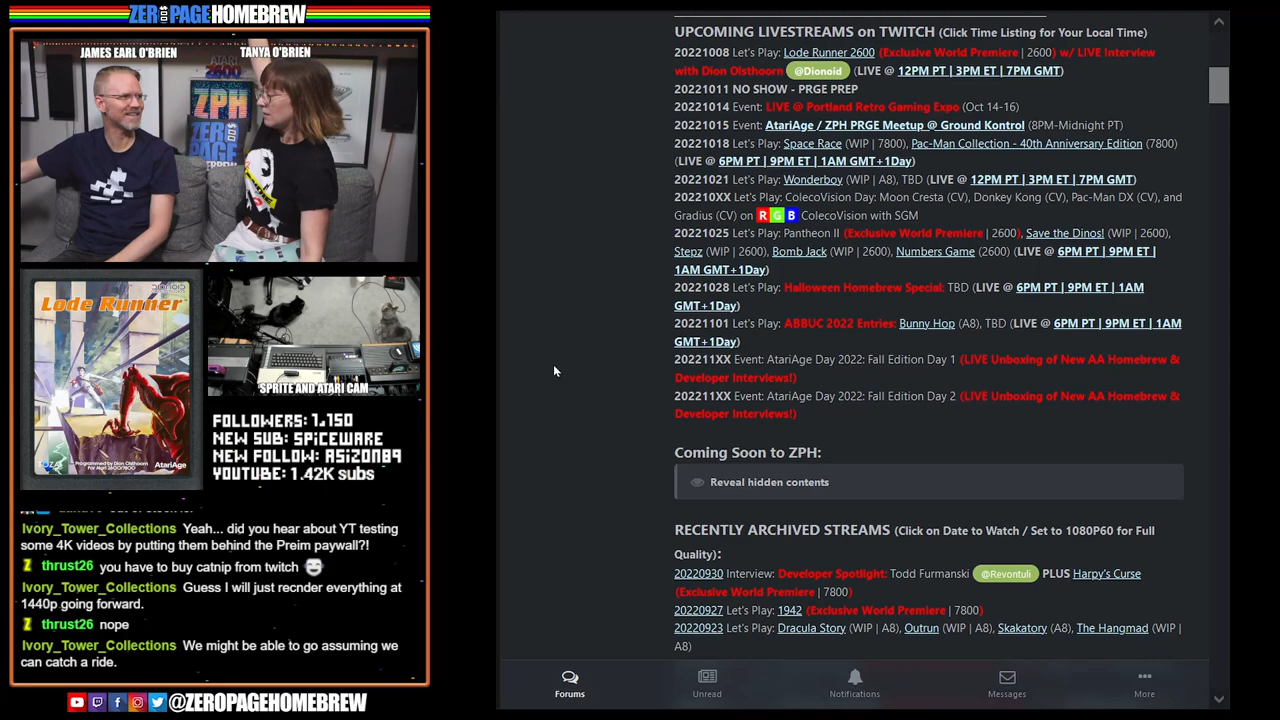 ZEROPAGEHOMEBREW
JAMES EARL O'BRIEN
TANYA O'BRIEN
ATARI
2600
ZPH
ZERO
PAGE
HOMEBREW
DIONOID
Lode Runner™
Programmed by Dion Olsthoorn
For Atari 2600/7800
AtariAge
SPRITE AND ATARI CAM
FOLLOWERS: 1,150
NEW SUB: SPICEWARE
NEW FOLLOW: ASIZON89
YOUTUBE: 1.42K subs
Ivory_Tower_Collections Yeah... did you hear about YT testing
some 4K videos by putting them behind the Preim paywall?!
Z thrust26 you have to buy catnip from twitch
Ivory_Tower_Collections Guess I will just recnder everything at
1440p going forward.
Z thrust26 nope
Ivory_Tower_Collections We might be able to go assuming we
can catch a ride.
@ZEROPAGEHOMEBREW
UPCOMING LIVESTREAMS on TWITCH (Click Time Listing for Your Local Time)
20221008 Let's Play: Lode Runner 2600 (Exclusive World Premiere | 2600) w/ LIVE Interview
with Dion Olsthoorn @Dionoid (LIVE @ 12PM PT | 3PM ET | 7PM GMT)
20221011 NO SHOW - PRGE PREP
20221014 Event: LIVE @ Portland Retro Gaming Expo (Oct 14-16)
20221015 Event: AtariAge / ZPH PRGE Meetup @ Ground Kontrol (8PM-Midnight PT)
20221018 Let's Play: Space Race (WIP | 7800), Pac-Man Collection - 40th Anniversary Edition (7800)
(LIVE @ 6PM PT | 9PM ET | 1AM GMT+1Day)
20221021 Let's Play: Wonderboy (WIP | A8), TBD (LIVE @ 12PM PT | 3PM ET | 7PM GMT)
202210XX Let's Play: ColecoVision Day: Moon Cresta (CV), Donkey Kong (CV), Pac-Man DX (CV), and
Gradius (CV) on R G B ColecoVision with SGM
20221025 Let's Play: Pantheon II (Exclusive World Premiere | 2600), Save the Dinos! (WIP | 2600),
Stepz (WIP | 2600), Bomb Jack (WIP | 2600), Numbers Game (2600) (LIVE @ 6PM PT | 9PM ET |
1AM GMT+1Day)
20221028 Let's Play: Halloween Homebrew Special: TBD (LIVE @ 6PM PT | 9PM ET | 1AM
GMT+1Day)
20221101 Let's Play: ABBUC 2022 Entries: Bunny Hop (A8), TBD (LIVE @ 6PM PT | 9PM ET | 1AM
GMT+1Day)
202211XX Event: AtariAge Day 2022: Fall Edition Day 1 (LIVE Unboxing of New AA Homebrew &
Developer Interviews!)
202211XX Event: AtariAge Day 2022: Fall Edition Day 2 (LIVE Unboxing of New AA Homebrew &
Developer Interviews!)
Coming Soon to ZPH:
Reveal hidden contents
RECENTLY ARCHIVED STREAMS (Click on Date to Watch / Set to 1080P60 for Full
Quality):
20220930 Interview: Developer Spotlight: Todd Furmanski @Revontuli PLUS Harpy's Curse
(Exclusive World Premiere | 7800)
20220927 Let's Play: 1942 (Exclusive World Premiere | 7800)
20220923 Let's Play: Dracula Story (WIP | A8), Outrun (WIP | A8), Skakatory (A8), The Hangmad (WIP |
A8)
Forums
Unread
Notifications
Messages
More